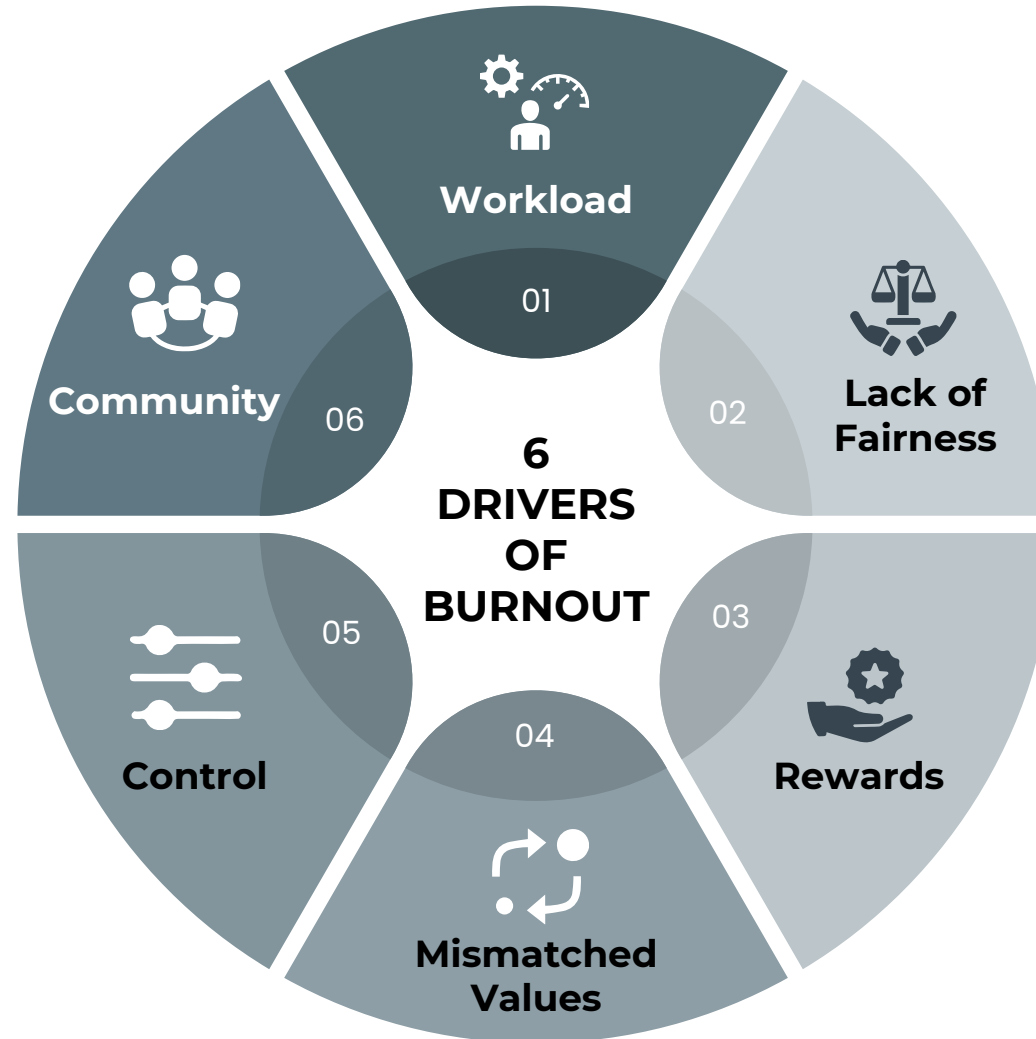 6
DRIVERS
OF
BURNOUT
Workload
01
02
Lack of
Fairness
03
Rewards
04
Mismatched
Values
05
Control
06
Community